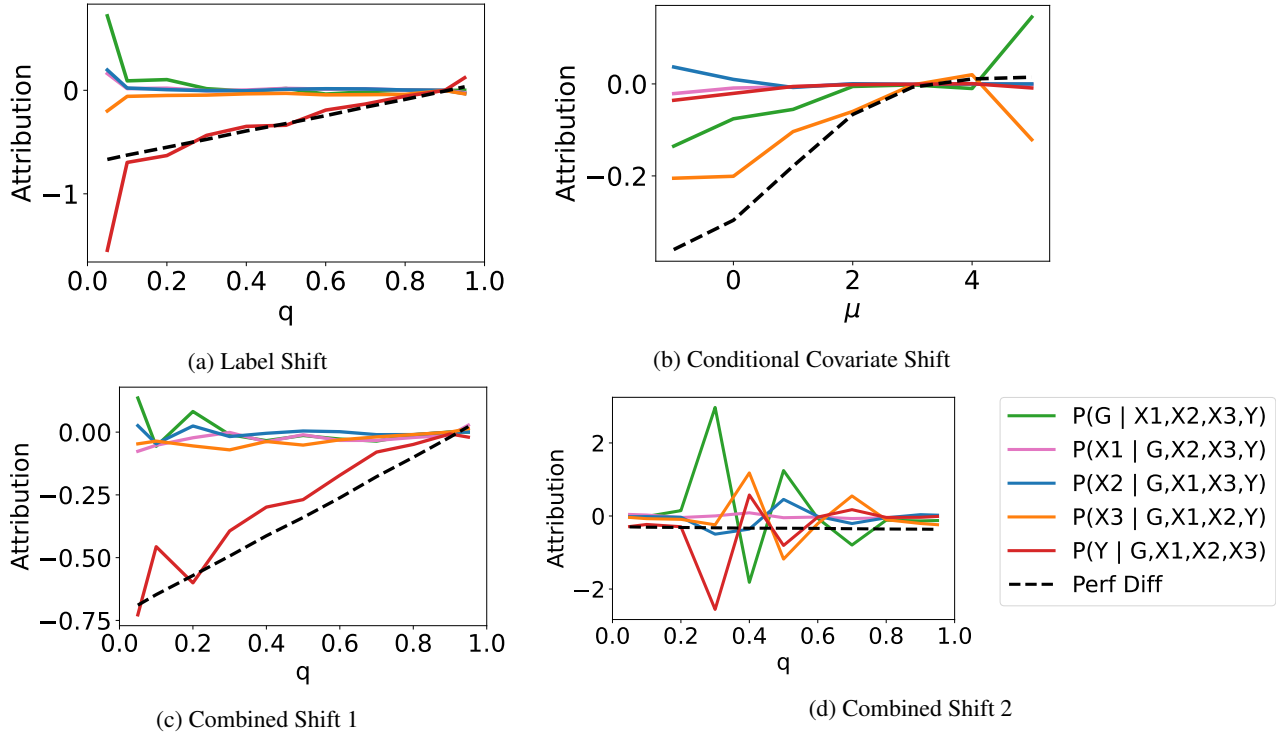 0
−1
Attribution
0.0
0.2
0.4
0.6
0.8
1.0
q
(a) Label Shift
0.0
−0.2
Attribution
0
2
4
μ
(b) Conditional Covariate Shift
0.00
−0.25
−0.50
−0.75
Attribution
0.0
0.2
0.4
0.6
0.8
1.0
q
(c) Combined Shift 1
2
0
−2
Attribution
0.0
0.2
0.4
0.6
0.8
1.0
q
(d) Combined Shift 2
P(G | X1,X2,X3,Y)
P(X1 | G,X2,X3,Y)
P(X2 | G,X1,X3,Y)
P(X3 | G,X1,X2,Y)
P(Y | G,X1,X2,X3)
Perf Diff